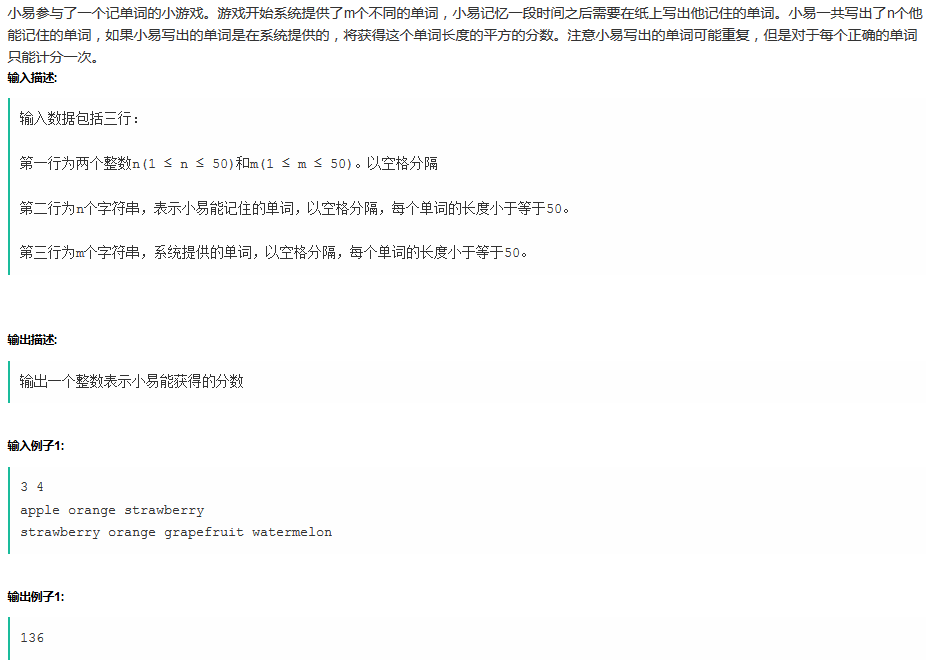 小易参与了一个记单词的小游戏。游戏开始系统提供了m个不同的单词，小易记忆一段时间之后需要在纸上写出他记住的单词。小易一共写出了n个他
能记住的单词，如果小易写出的单词是在系统提供的，将获得这个单词长度的平方的分数。注意小易写出的单词可能重复，但是对于每个正确的单词
只能计分一次。
输入描述:
输入数据包括三行：
第一行为两个整数n(1 ≤ n ≤ 50)和m(1 ≤ m ≤ 50)。以空格分隔
第二行为n个字符串，表示小易能记住的单词，以空格分隔，每个单词的长度小于等于50。
第三行为m个字符串，系统提供的单词，以空格分隔，每个单词的长度小于等于50。
输出描述:
输出一个整数表示小易能获得的分数
输入例子1:
3 4
apple orange strawberry
strawberry orange grapefruit watermelon
输出例子1:
136